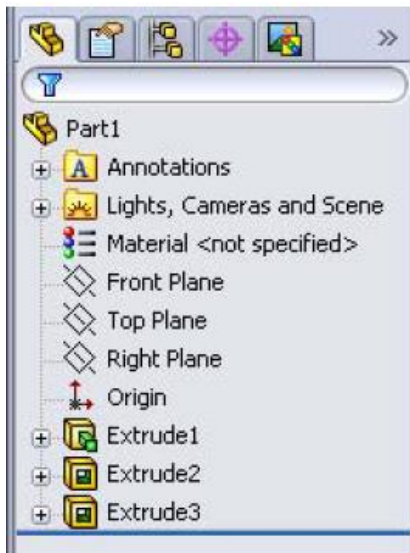 Part1
Annotations
Lights, Cameras and Scene
Material <not specified>
Front Plane
Top Plane
Right Plane
Origin
Extrude1
Extrude2
Extrude3